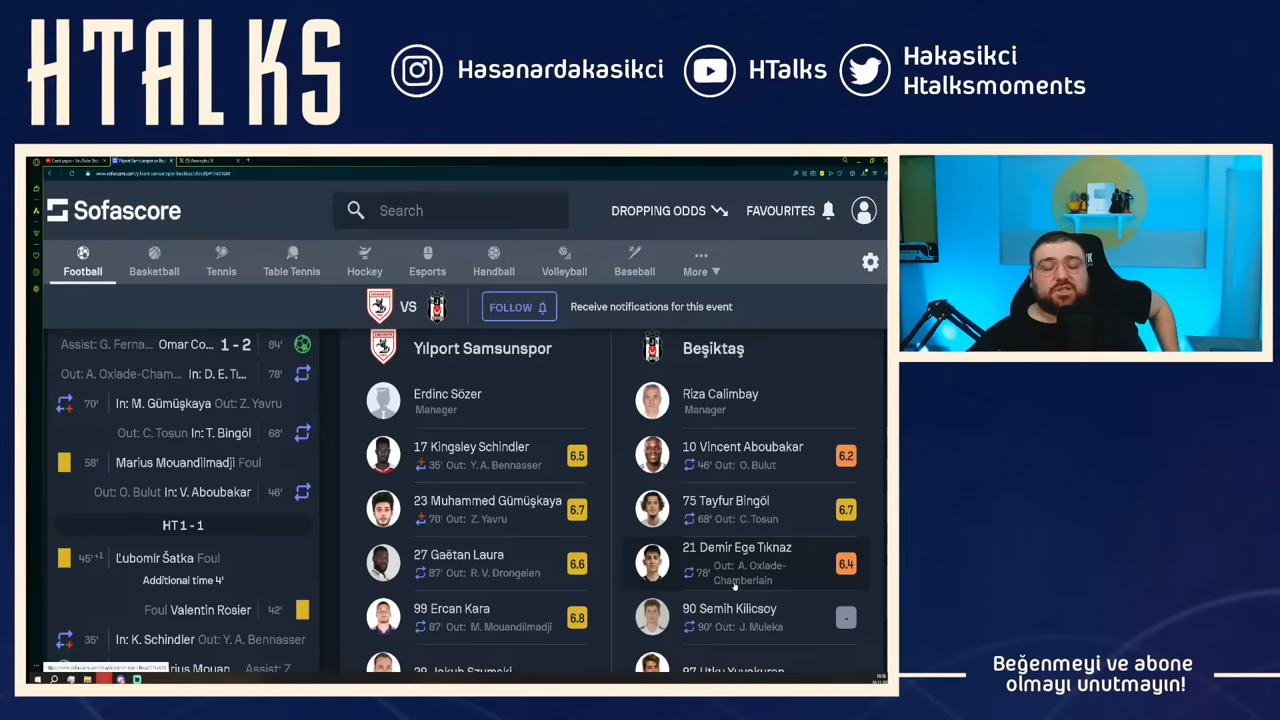 HTALKS
Hasanardakasikci
HTalks
Hakasikci
Htalksmoments
Sofascore
Search
DROPPING ODDS
FAVOURITES
Football
Basketball
Tennis
Table Tennis
Hockey
Esports
Handball
Volleyball
Baseball
More
VS
FOLLOW
Receive notifications for this event
Assist: G. Ferna... Omar Co... 1 - 2 84'
Out: A. Oxlade-Cham... In: D. E. Tı... 78'
70' In: M. Gümüşkaya Out: Z. Yavru
Out: C. Tosun In: T. Bingöl 68'
58' Marius Mouandilmadji Foul
Out: O. Bulut In: V. Aboubakar 46'
HT 1 - 1
45'+1 Ľubomír Šatka Foul
Additional time 4'
Foul Valentin Rosier 42'
35' In: K. Schindler Out: Y. A. Bennasser
Yılport Samsunspor
Erdinc Sözer
Manager
17 Kingsley Schindler
35' Out: Y. A. Bennasser
6.5
23 Muhammed Gümüşkaya
70' Out: Z. Yavru
6.7
27 Gaëtan Laura
87' Out: R. V. Drongelen
6.6
99 Ercan Kara
87' Out: M. Mouandilmadji
6.8
Beşiktaş
Riza Calimbay
Manager
10 Vincent Aboubakar
46' Out: O. Bulut
6.2
75 Tayfur Bingöl
68' Out: C. Tosun
6.7
21 Demir Ege Tıknaz
78' Out: A. Oxlade-
Chamberlain
6.4
90 Semih Kilicsoy
90' Out: J. Muleka
-
Beğenmeyi ve abone
olmayı unutmayın!